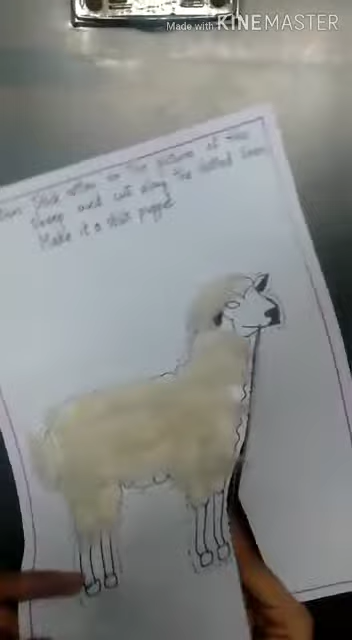 Made with KINEMASTER
Stick cotton on the picture of the
sheep and cut along the dotted lines
Make it a stick puppet